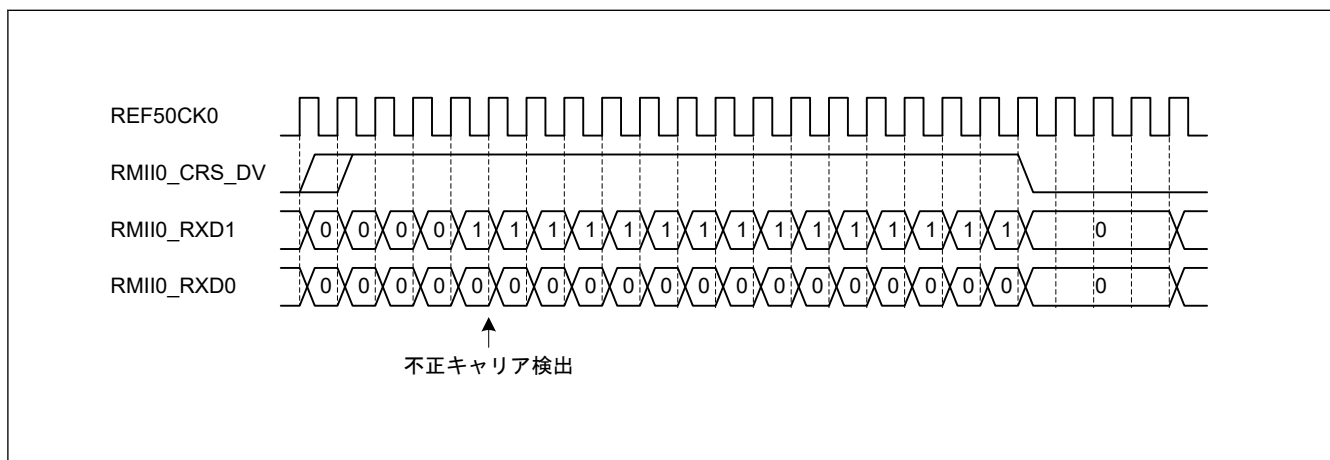 REF50CK0
RMII0_CRS_DV
RMII0_RXD1 0 0 0 0 1 1 1 1 1 1 1 1 1 1 1 1 1 1 1 0
RMII0_RXD0 0 0 0 0 0 0 0 0 0 0 0 0 0 0 0 0 0 0 0 0
不正キャリア検出